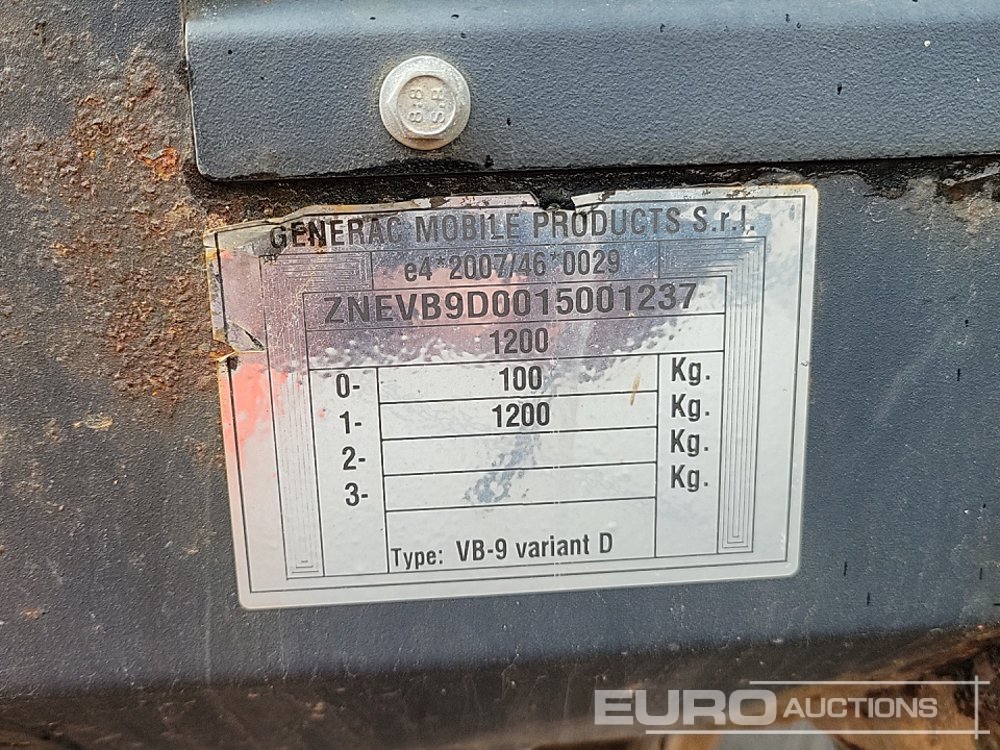 8.8
S.R
GENERAC MOBILE PRODUCTS S.r.l.
e4*2007/46*0029
ZNEVB9D0015001237
1200
0- 100 Kg.
1- 1200 Kg.
2- Kg.
3- Kg.
Type: VB-9 variant D
EURO AUCTIONS